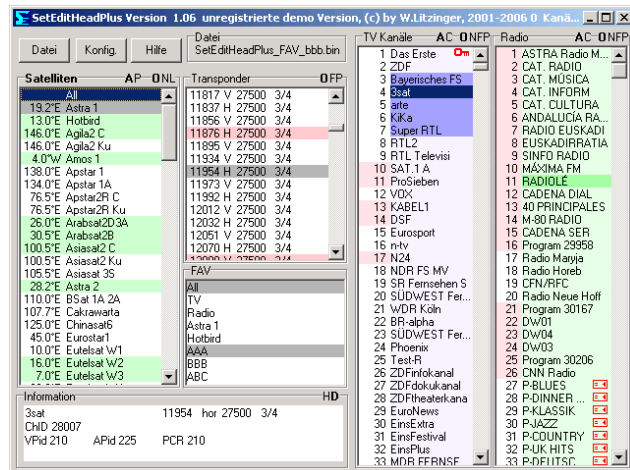 SetEditHeadPlus Version 1.06 unregistrierte demo Version, (c) by W.Litzinger, 2001-2006 0 Kanä...
Datei
Konfig.
Hilfe
Datei
SetEditHeadPlus_FAV_bbb.bin
Satelliten AP ONL
All
19.2°E Astra 1
13.0°E Hotbird
146.0°E Agila2 C
146.0°E Agila2 Ku
4.0°W Amos 1
138.0°E Apstar 1
134.0°E Apstar 1A
76.5°E Apstar2R C
76.5°E Apstar2R Ku
26.0°E Arabsat2D3A
30.5°E Arabsat2B
100.5°E Asiasat2 C
100.5°E Asiasat2 Ku
105.5°E Asiasat 3S
28.2°E Astra 2
110.0°E BSat 1A 2A
107.7°E Cakrawarta
125.0°E Chinasat6
45.0°E Eurostar1
10.0°E Eutelsat W1
16.0°E Eutelsat W2
7.0°E Eutelsat W3
Transponder OFP
11817 V 27500 3/4
11837 H 27500 3/4
11856 V 27500 3/4
11876 H 27500 3/4
11895 V 27500 3/4
11934 V 27500 3/4
11954 H 27500 3/4
11973 V 27500 3/4
11992 H 27500 3/4
12012 V 27500 3/4
12032 H 27500 3/4
12051 V 27500 3/4
12070 H 27500 3/4
12090 V 27500 3/4
FAV
All
TV
Radio
Astra 1
Hotbird
AAA
BBB
ABC
Information HD
3sat 11954 hor 27500 3/4
ChID 28007
VPid 210 APid 225 PCR 210
TV Kanäle AC ONFP
1 Das Erste
2 ZDF
3 Bayerisches FS
4 3sat
5 arte
6 KiKa
7 Super RTL
8 RTL2
9 RTL Televisi
10 SAT.1 A
11 ProSieben
12 VOX
13 KABEL1
14 DSF
15 Eurosport
16 n-tv
17 N24
18 NDR FS MV
19 SR Fernsehen S
20 SÜDWEST Fer...
21 WDR Köln
22 BR-alpha
23 SÜDWEST Fer...
24 Phoenix
25 Test-R
26 ZDFinfokanal
27 ZDFdokukanal
28 ZDFtheaterkana
29 EuroNews
30 EinsExtra
31 EinsFestival
32 EinsPlus
33 MDR FERNSE
Radio AC ONFP
1 ASTRA Radio M...
2 CAT. RADIO
3 CAT. MÚSICA
4 CAT. INFORM
5 CAT. CULTURA
6 ANDALUCÍA RA...
7 RADIO EUSKADI
8 EUSKADIRRATIA
9 SINFO RADIO
10 MÁXIMA FM
11 RADIOLÉ
12 CADENA DIAL
13 40 PRINCIPALES
14 M-80 RADIO
15 CADENA SER
16 Program 29958
17 Radio Maryja
18 Radio Horeb
19 CFN/RFC
20 Radio Neue Hoff
21 Program 30167
22 DW01
23 DW04
24 DW03
25 Program 30206
26 CNN Radio
27 P-BLUES
28 P-DINNER ...
29 P-KLASSIK
30 P-JAZZ
31 P-COUNTRY
32 P-UK HITS
33 P-DEUTSC